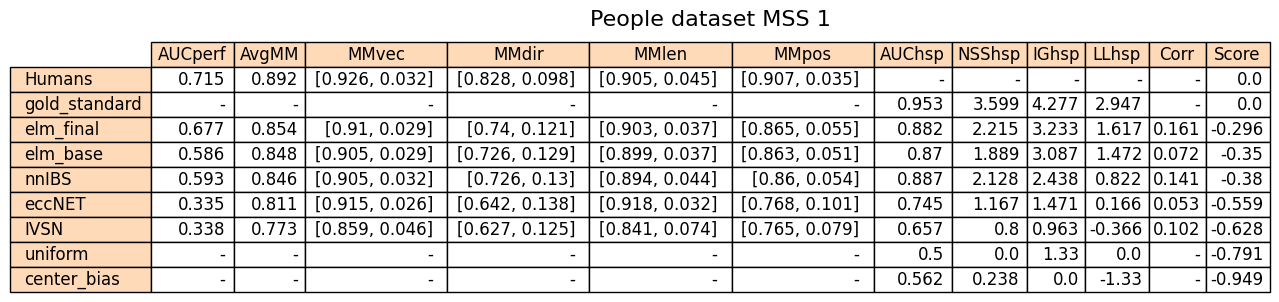 People dataset MSS 1
AUCperf AvgMM MMvec MMdir MMlen MMpos AUChsp NSShsp IGhsp LLhsp Corr Score
Humans 0.715 0.892 [0.926, 0.032] [0.828, 0.098] [0.905, 0.045] [0.907, 0.035] - - - - - 0.0
gold_standard - - - - - - 0.953 3.599 4.277 2.947 - 0.0
elm_final 0.677 0.854 [0.91, 0.029] [0.74, 0.121] [0.903, 0.037] [0.865, 0.055] 0.882 2.215 3.233 1.617 0.161 -0.296
elm_base 0.586 0.848 [0.905, 0.029] [0.726, 0.129] [0.899, 0.037] [0.863, 0.051] 0.87 1.889 3.087 1.472 0.072 -0.35
nnIBS 0.593 0.846 [0.905, 0.032] [0.726, 0.13] [0.894, 0.044] [0.86, 0.054] 0.887 2.128 2.438 0.822 0.141 -0.38
eccNET 0.335 0.811 [0.915, 0.026] [0.642, 0.138] [0.918, 0.032] [0.768, 0.101] 0.745 1.167 1.471 0.166 0.053 -0.559
IVSN 0.338 0.773 [0.859, 0.046] [0.627, 0.125] [0.841, 0.074] [0.765, 0.079] 0.657 0.8 0.963 -0.366 0.102 -0.628
uniform - - - - - - 0.5 0.0 1.33 0.0 - -0.791
center_bias - - - - - - 0.562 0.238 0.0 -1.33 - -0.949